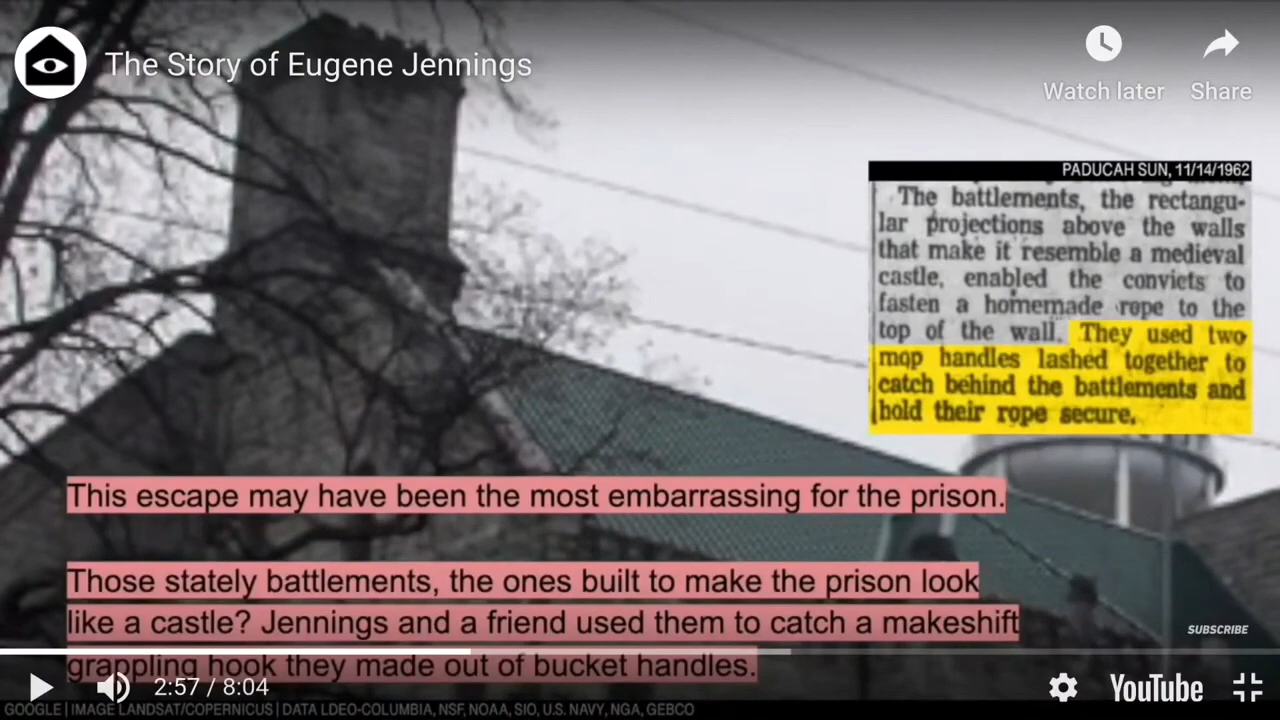 The Story of Eugene Jennings
Watch later
Share
PADUCAH SUN, 11/14/1962
The battlements, the rectangu-
lar projections above the walls
that make it resemble a medieval
castle, enabled the convicts to
fasten a homemade rope to the
top of the wall. They used two
mop handles lashed together to
catch behind the battlements and
hold their rope secure.
This escape may have been the most embarrassing for the prison.
Those stately battlements, the ones built to make the prison look
like a castle? Jennings and a friend used them to catch a makeshift
grappling hook they made out of bucket handles.
SUBSCRIBE
2:57 / 8:04
YouTube
GOOGLE | IMAGE LANDSAT/COPERNICUS | DATA LDEO-COLUMBIA, NSF, NOAA, SIO, U.S. NAVY, NGA, GEBCO